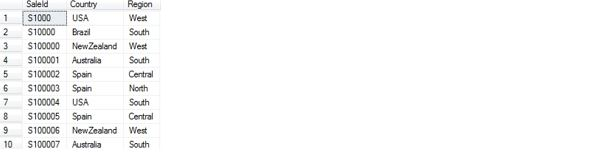 SaleId Country Region
1 S1000 USA West
2 S10000 Brazil South
3 S100000 NewZealand West
4 S100001 Australia South
5 S100002 Spain Central
6 S100003 Spain North
7 S100004 USA South
8 S100005 Spain Central
9 S100006 NewZealand West
10 S100007 Australia South